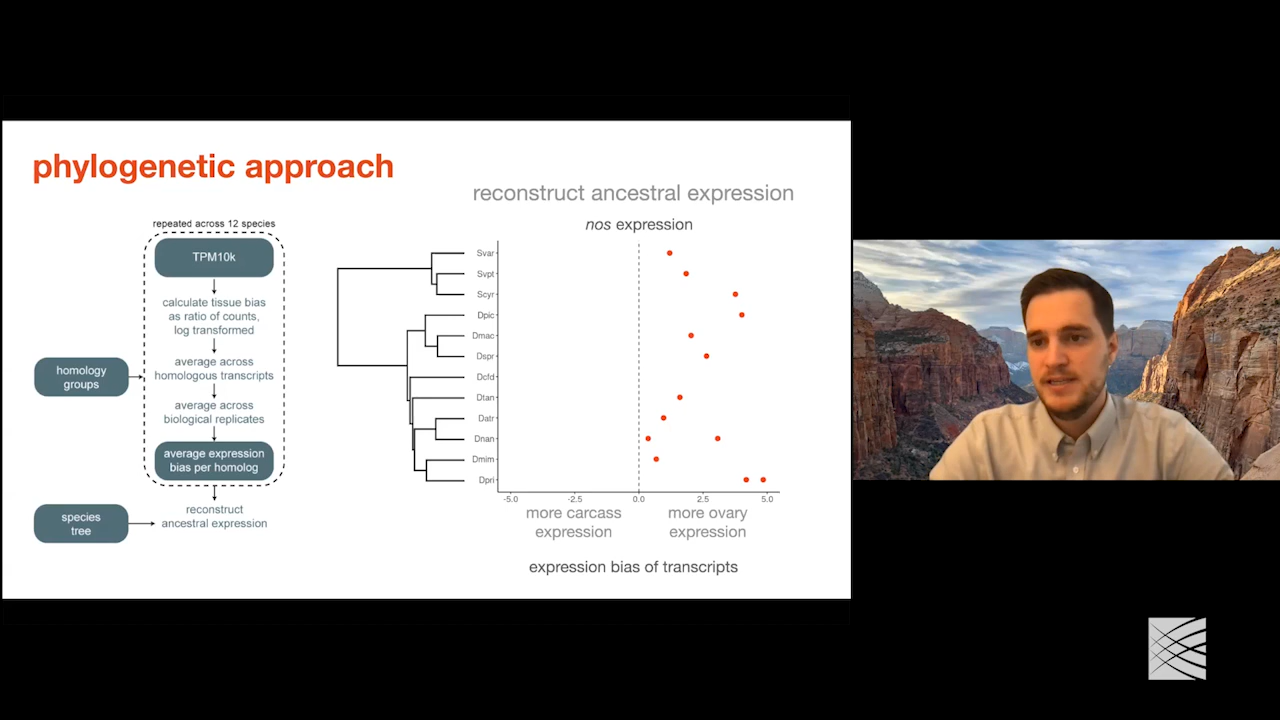 phylogenetic approach
repeated across 12 species
TPM10k
calculate tissue bias
as ratio of counts,
log transformed
average across
homologous transcripts
average across
biological replicates
average expression
bias per homolog
reconstruct
ancestral expression
homology
groups
species
tree
reconstruct ancestral expression
nos expression
Svar
Svpt
Scyr
Dpic
Dmac
Dspr
Dcfd
Dtan
Datr
Dnan
Dmim
Dpri
-5.0 -2.5 0.0 2.5 5.0
more carcass
expression
more ovary
expression
expression bias of transcripts